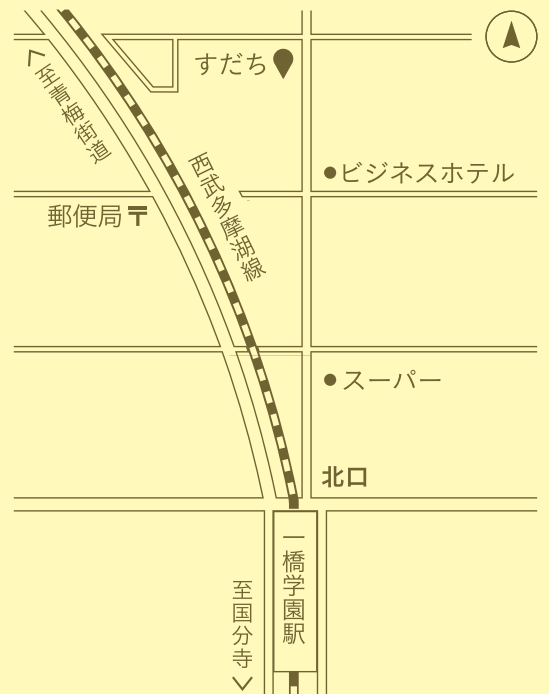 すだち
至青梅街道
ビジネスホテル
西武多摩湖線
郵便局〒
スーパー
北口
一橋学園駅
至国分寺